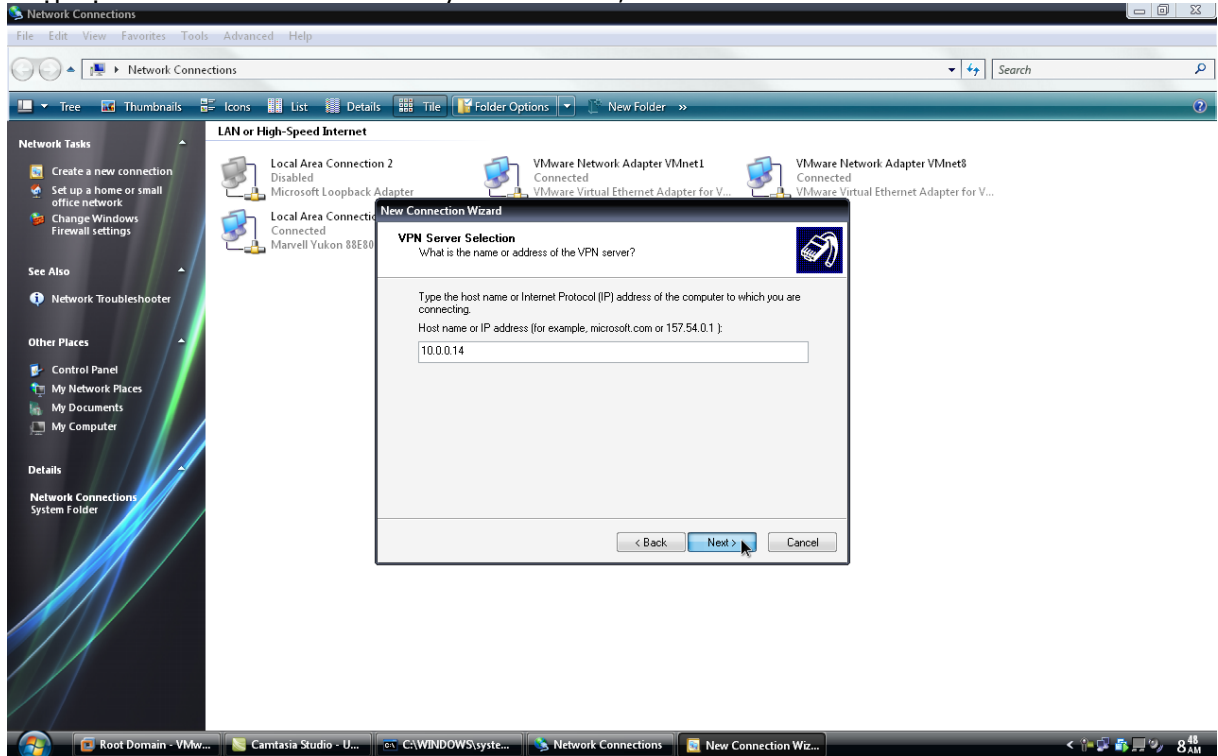 Network Connections
File Edit View Favorites Tools Advanced Help
Network Connections
Search
Tree Thumbnails Icons List Details Tile Folder Options New Folder »
Network Tasks
Create a new connection
Set up a home or small
office network
Change Windows
Firewall settings
See Also
Network Troubleshooter
Other Places
Control Panel
My Network Places
My Documents
My Computer
Details
Network Connections
System Folder
LAN or High-Speed Internet
Local Area Connection 2
Disabled
Microsoft Loopback Adapter
VMware Network Adapter VMnet1
Connected
VMware Virtual Ethernet Adapter for V...
VMware Network Adapter VMnet8
Connected
VMware Virtual Ethernet Adapter for V...
Local Area Connectio
Connected
Marvell Yukon 88E80
New Connection Wizard
VPN Server Selection
What is the name or address of the VPN server?
Type the host name or Internet Protocol (IP) address of the computer to which you are
connecting.
Host name or IP address (for example, microsoft.com or 157.54.0.1 ):
10.0.0.14
< Back Next > Cancel
Root Domain - VMw... Camtasia Studio - U... C:\WINDOWS\syste... Network Connections New Connection Wiz... 8 48 AM